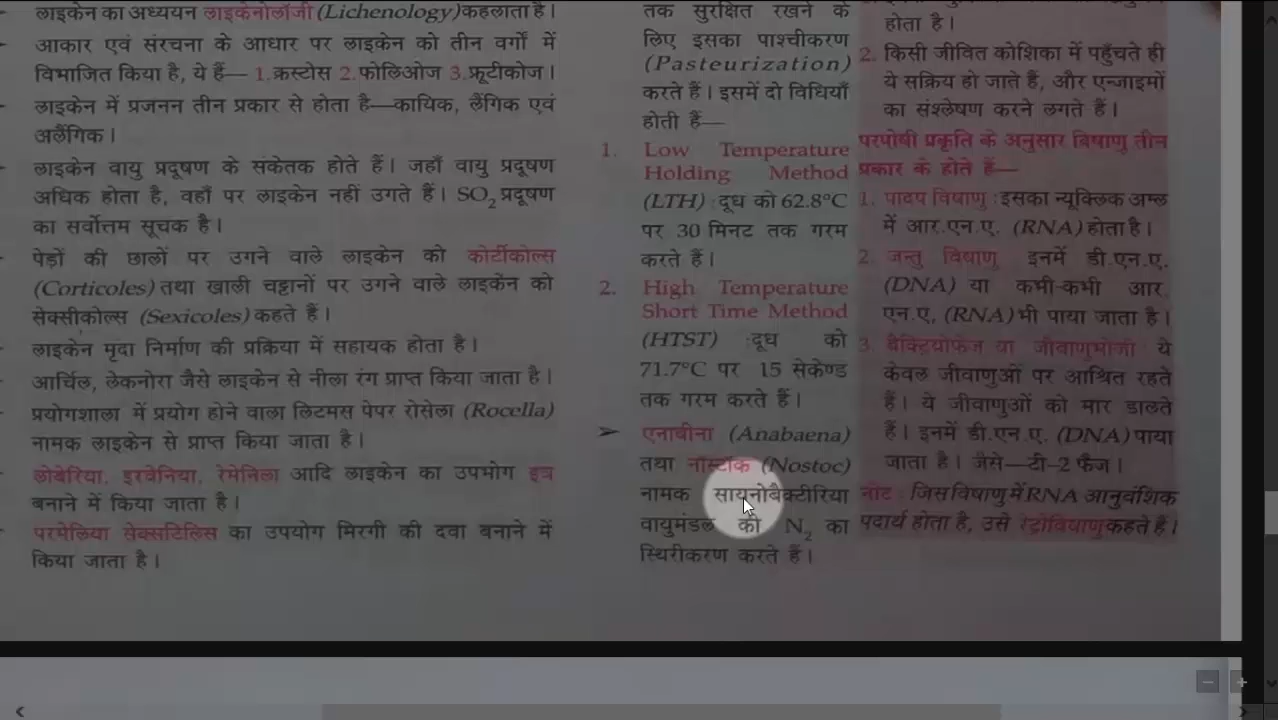 लाइकेन का अध्ययन लाइकेनोलॉजी (Lichenology) कहलाता है।
आकार एवं संरचना के आधार पर लाइकेन को तीन वर्गों में
विभाजित किया है, ये हैं— 1.क्रस्टोस 2.फोलिओज 3.फ्रूटीकोज।
लाइकेन में प्रजनन तीन प्रकार से होता है—कायिक, लैंगिक एवं
अलैंगिक।
लाइकेन वायु प्रदूषण के संकेतक होते हैं। जहाँ वायु प्रदूषण
अधिक होता है, वहाँ पर लाइकेन नहीं उगते हैं। SO₂ प्रदूषण
का सर्वोत्तम सूचक है।
पेड़ों की छालों पर उगने वाले लाइकेन को कोर्टीकोल्स
(Corticoles) तथा खाली चट्टानों पर उगने वाले लाइकेन को
सेक्सीकोल्स (Sexicoles) कहते हैं।
लाइकेन मृदा निर्माण की प्रक्रिया में सहायक होता है।
आर्चिल, लेकनोरा जैसे लाइकेन से नीला रंग प्राप्त किया जाता है।
प्रयोगशाला में प्रयोग होने वाला लिटमस पेपर रोसेला (Rocella)
नामक लाइकेन से प्राप्त किया जाता है।
लोबेरिया, इरवेनिया, रेमेनिला आदि लाइकेन का उपभोग इत्र
बनाने में किया जाता है।
परमेलिया सेक्सटिलिस का उपयोग मिरगी की दवा बनाने में
किया जाता है।
तक सुरक्षित रखने के
लिए इसका पाश्चीकरण
(Pasteurization)
करते हैं। इसमें दो विधियाँ
होती हैं—
1. Low Temperature
Holding Method
(LTH) :दूध को 62.8°C
पर 30 मिनट तक गरम
करते हैं।
2. High Temperature
Short Time Method
(HTST) :दूध को
71.7°C पर 15 सेकेण्ड
तक गरम करते हैं।
➢ एनाबीना (Anabaena)
तथा नॉस्टॉक (Nostoc)
नामक सायनोबैक्टीरिया
वायुमंडल की N₂ का
स्थिरीकरण करते हैं।
होता है।
2. किसी जीवित कोशिका में पहुँचते ही
ये सक्रिय हो जाते हैं, और एन्जाइमों
का संश्लेषण करने लगते हैं।
परपोषी प्रकृति के अनुसार विषाणु तीन
प्रकार के होते हैं—
1. पादप विषाणु :इसका न्यूक्लिक अम्ल
में आर.एन.ए. (RNA) होता है।
2. जन्तु विषाणु इनमें डी.एन.ए.
(DNA) या कभी-कभी आर.
एन.ए. (RNA) भी पाया जाता है।
3. बैक्ट्रियोफेज या जीवाणुभोजी ये
केवल जीवाणुओं पर आश्रित रहते
हैं। ये जीवाणुओं को मार डालते
हैं। इनमें डी.एन.ए. (DNA) पाया
जाता है। जैसे—टी–2 फैज।
नोट : जिस विषाणु में RNA आनुवंशिक
पदार्थ होता है, उसे रेट्रोविषाणु कहते हैं।